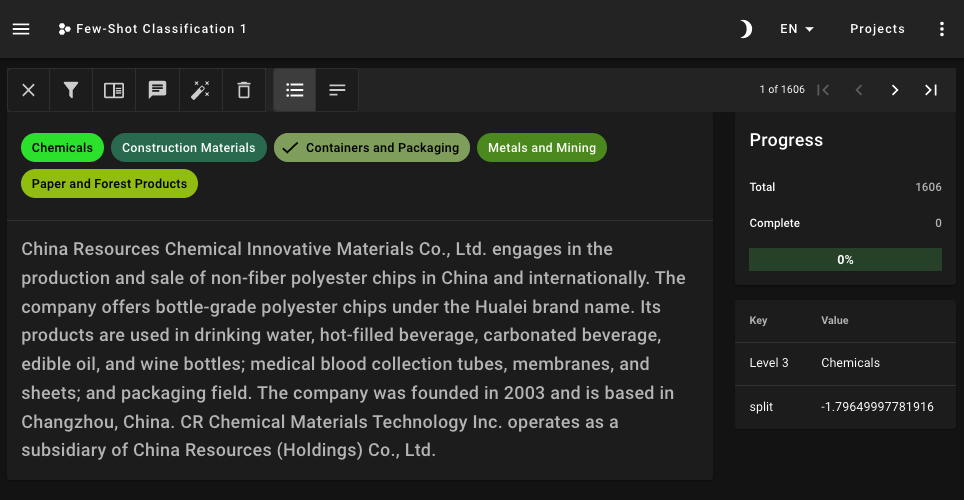 Few-Shot Classification 1
EN
Projects
1 of 1606
Chemicals
Construction Materials
Containers and Packaging
Metals and Mining
Paper and Forest Products
China Resources Chemical Innovative Materials Co., Ltd. engages in the
production and sale of non-fiber polyester chips in China and internationally. The
company offers bottle-grade polyester chips under the Hualei brand name. Its
products are used in drinking water, hot-filled beverage, carbonated beverage,
edible oil, and wine bottles; medical blood collection tubes, membranes, and
sheets; and packaging field. The company was founded in 2003 and is based in
Changzhou, China. CR Chemical Materials Technology Inc. operates as a
subsidiary of China Resources (Holdings) Co., Ltd.
Progress
Total 1606
Complete 0
0%
Key Value
Level 3 Chemicals
split -1.79649997781916